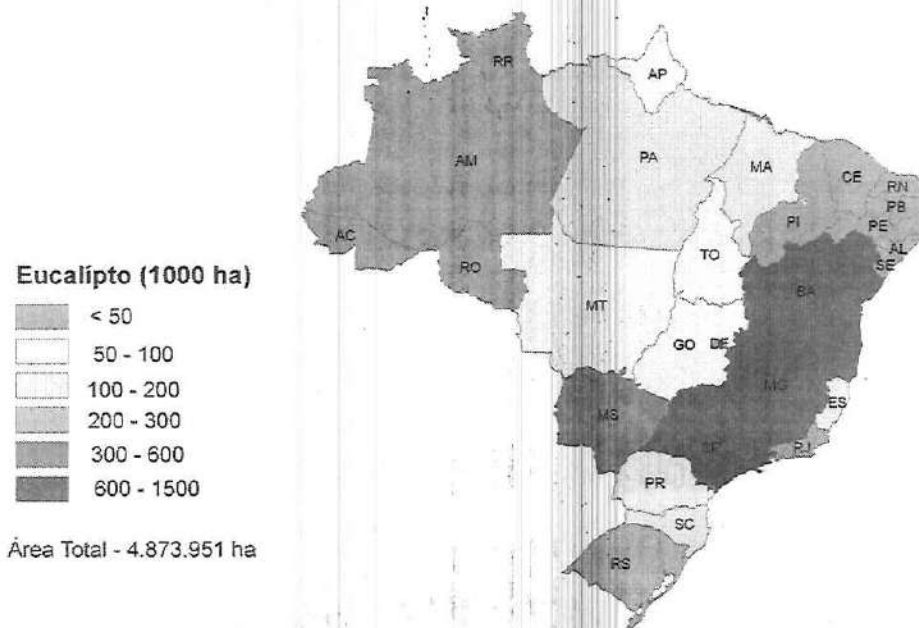 RR
AP
AM
PA
MA
CE
RN
PB
PI
PE
AL
SE
AC
RO
TO
BA
MT
GO
DF
MG
ES
MS
SP
RJ
PR
SC
RS
Eucalípto (1000 ha)
< 50
50 - 100
100 - 200
200 - 300
300 - 600
600 - 1500
Área Total - 4.873.951 ha